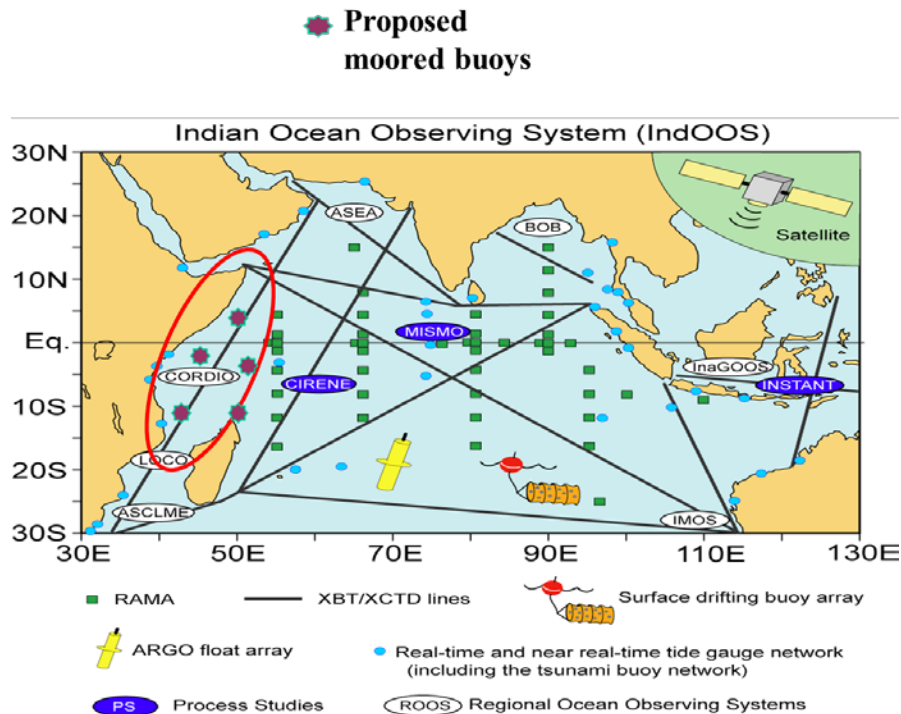 Proposed
moored buoys
Indian Ocean Observing System (IndOOS)
30N
20N
10N
Eq.
10S
20S
30S
ASEA
BOB
Satellite
MISMO
CORDIO
CIRENE
InaGOOS
INSTANT
LOCO
ASCLME
IMOS
30E 50E 70E 90E 110E 130E
RAMA XBT/XCTD lines Surface drifting buoy array
ARGO float array Real-time and near real-time tide gauge network
(including the tsunami buoy network)
PS Process Studies ROOS Regional Ocean Observing Systems